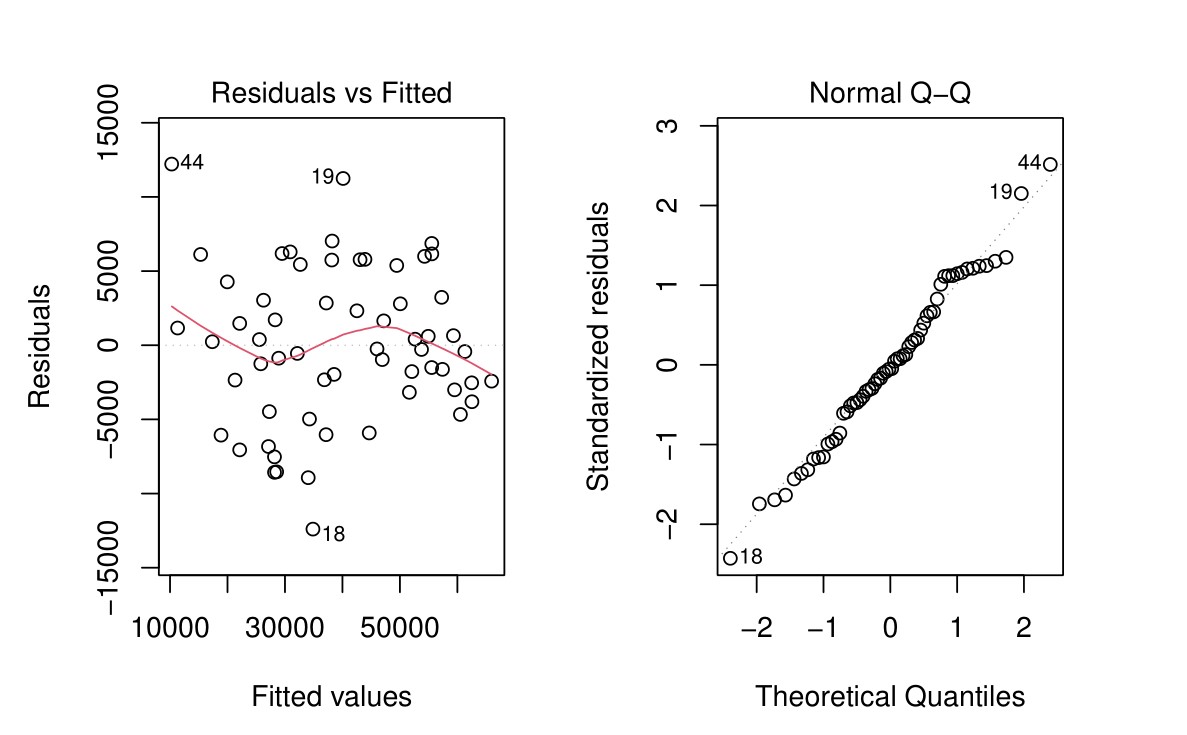 Residuals vs Fitted
Residuals
15000
5000
0
−5000
−15000
44
19
18
10000 30000 50000
Fitted values
Normal Q−Q
Standardized residuals
3
2
1
0
−1
−2
44
19
18
−2 −1 0 1 2
Theoretical Quantiles